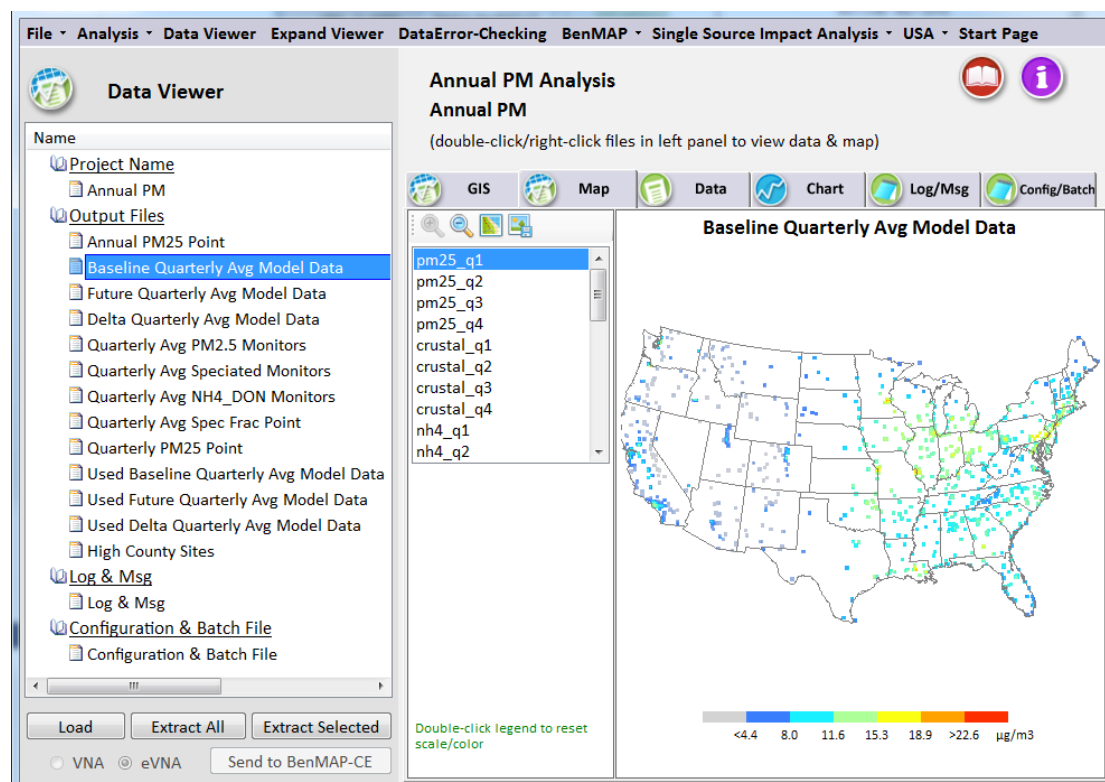 File Analysis Data Viewer Expand Viewer DataError-Checking BenMAP Single Source Impact Analysis USA Start Page
Data Viewer
Name
Project Name
Annual PM
Output Files
Annual PM25 Point
Baseline Quarterly Avg Model Data
Future Quarterly Avg Model Data
Delta Quarterly Avg Model Data
Quarterly Avg PM2.5 Monitors
Quarterly Avg Speciated Monitors
Quarterly Avg NH4_DON Monitors
Quarterly Avg Spec Frac Point
Quarterly PM25 Point
Used Baseline Quarterly Avg Model Data
Used Future Quarterly Avg Model Data
Used Delta Quarterly Avg Model Data
High County Sites
Log & Msg
Log & Msg
Configuration & Batch File
Configuration & Batch File
Load Extract All Extract Selected
VNA eVNA Send to BenMAP-CE
Annual PM Analysis
Annual PM
(double-click/right-click files in left panel to view data & map)
GIS Map Data Chart Log/Msg Config/Batch
pm25_q1
pm25_q2
pm25_q3
pm25_q4
crustal_q1
crustal_q2
crustal_q3
crustal_q4
nh4_q1
nh4_q2
Double-click legend to reset
scale/color
Baseline Quarterly Avg Model Data
<4.4 8.0 11.6 15.3 18.9 >22.6 µg/m3